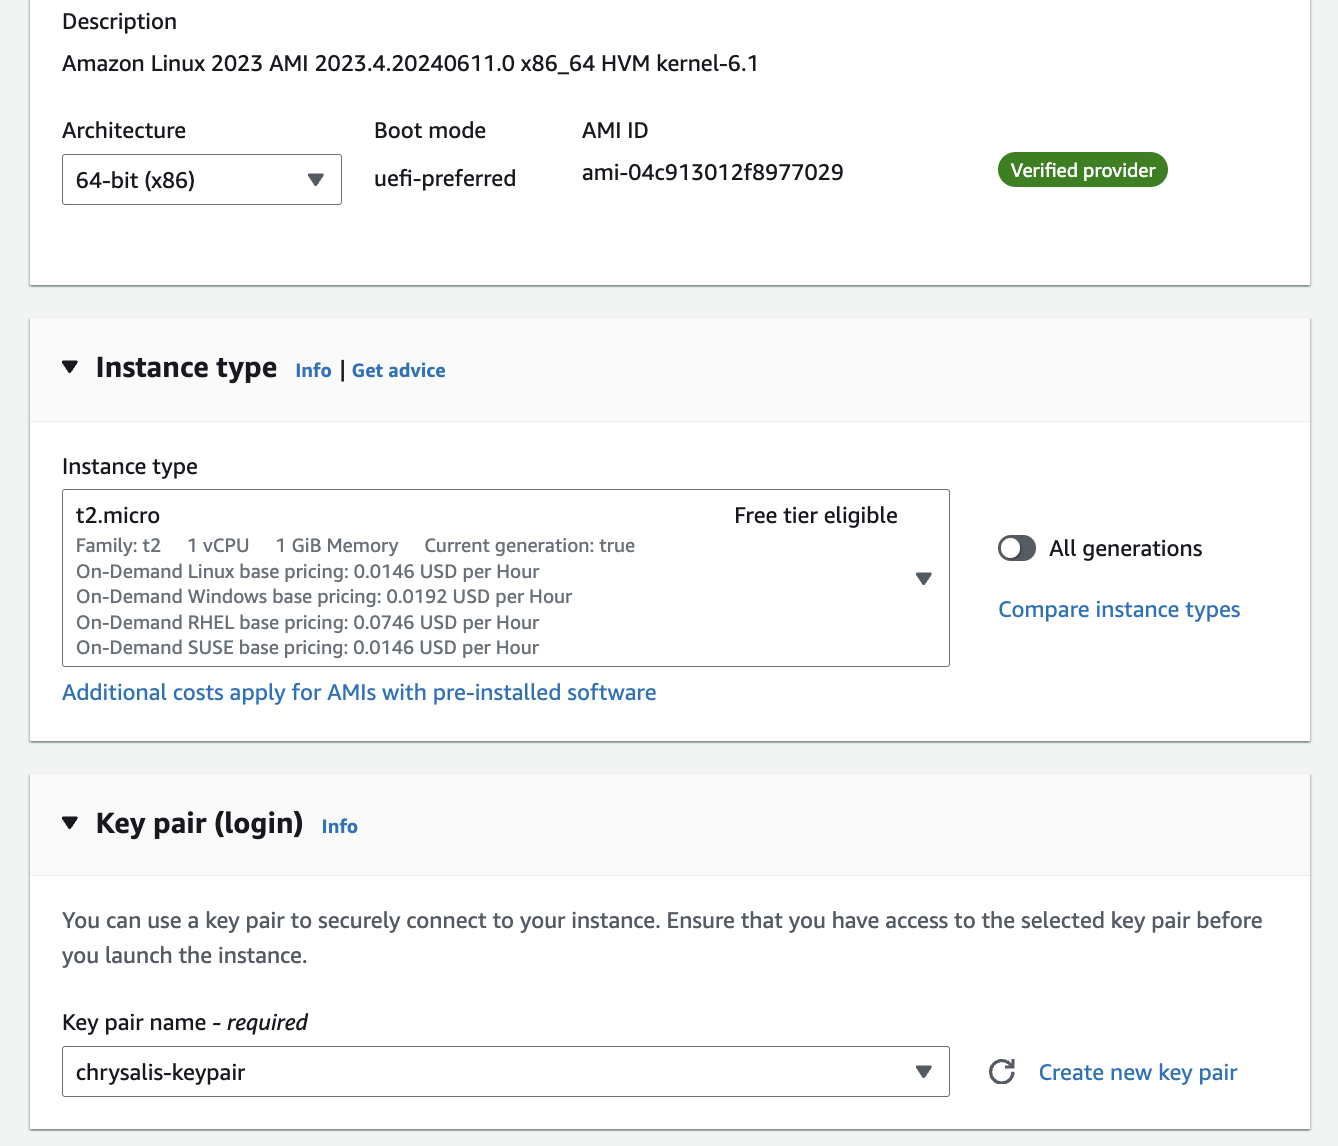 Description
Amazon Linux 2023 AMI 2023.4.20240611.0 x86_64 HVM kernel-6.1
Architecture
Boot mode
AMI ID
64-bit (x86)
uefi-preferred
ami-04c913012f8977029
Verified provider
Instance type Info | Get advice
Instance type
t2.micro Free tier eligible
Family: t2 1 vCPU 1 GiB Memory Current generation: true
On-Demand Linux base pricing: 0.0146 USD per Hour
On-Demand Windows base pricing: 0.0192 USD per Hour
On-Demand RHEL base pricing: 0.0746 USD per Hour
On-Demand SUSE base pricing: 0.0146 USD per Hour
All generations
Compare instance types
Additional costs apply for AMIs with pre-installed software
Key pair (login) Info
You can use a key pair to securely connect to your instance. Ensure that you have access to the selected key pair before
you launch the instance.
Key pair name - required
chrysalis-keypair
Create new key pair